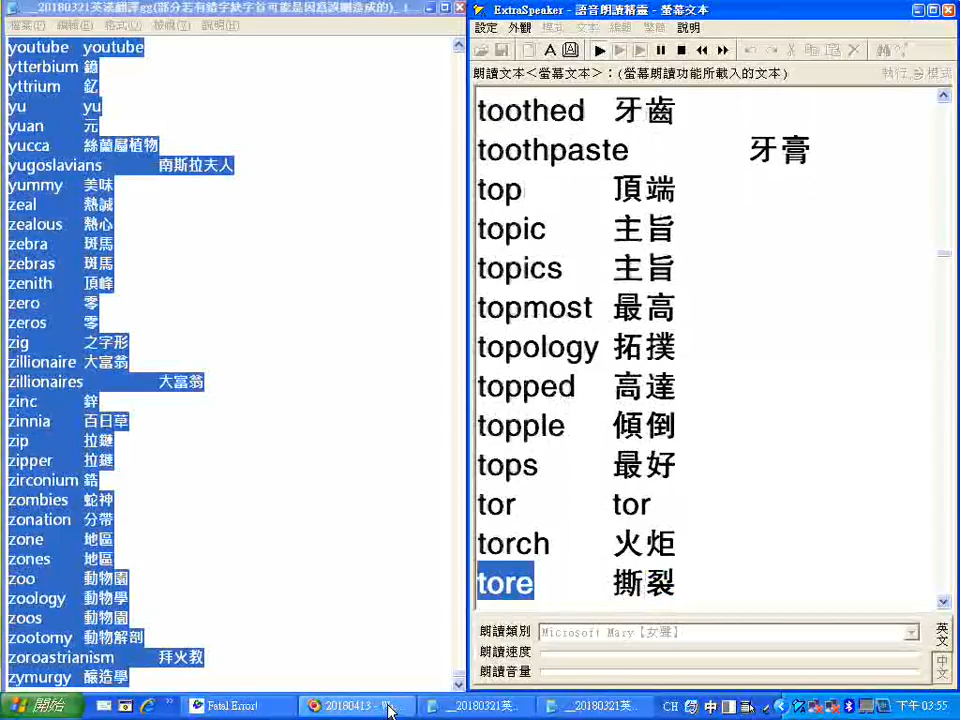 __20180321英漢翻譯gg(部分若有錯字缺字首可能是因為誤刪造成的)_
檔案(F) 編輯(E) 格式(O) 檢視(V) 說明(H)
youtube youtube
ytterbium 鐿
yttrium 釔
yu yu
yuan 元
yucca 絲蘭屬植物
yugoslavians 南斯拉夫人
yummy 美味
zeal 熱誠
zealous 熱心
zebra 斑馬
zebras 斑馬
zenith 頂峰
zero 零
zeros 零
zig 之字形
zillionaire 大富翁
zillionaires 大富翁
zinc 鋅
zinnia 百日草
zip 拉鏈
zipper 拉鏈
zirconium 鋯
zombies 蛇神
zonation 分帶
zone 地區
zones 地區
zoo 動物園
zoology 動物學
zoos 動物園
zootomy 動物解剖
zoroastrianism 拜火教
zymurgy 釀造學
ExtraSpeaker - 語音朗讀精靈 - 螢幕文本
設定 外觀 模式 文本 編輯 繁簡 說明
朗讀文本<螢幕文本>：(螢幕朗讀功能所載入的文本) 執行_模式
toothed 牙齒
toothpaste 牙膏
top 頂端
topic 主旨
topics 主旨
topmost 最高
topology 拓撲
topped 高達
topple 傾倒
tops 最好
tor tor
torch 火炬
tore 撕裂
朗讀類別 Microsoft Mary【女聲】
朗讀速度
朗讀音量
英文
中文
開始 Fatal Error! 20180413 - __20180321英... __20180321英... CH 中 下午 03:55